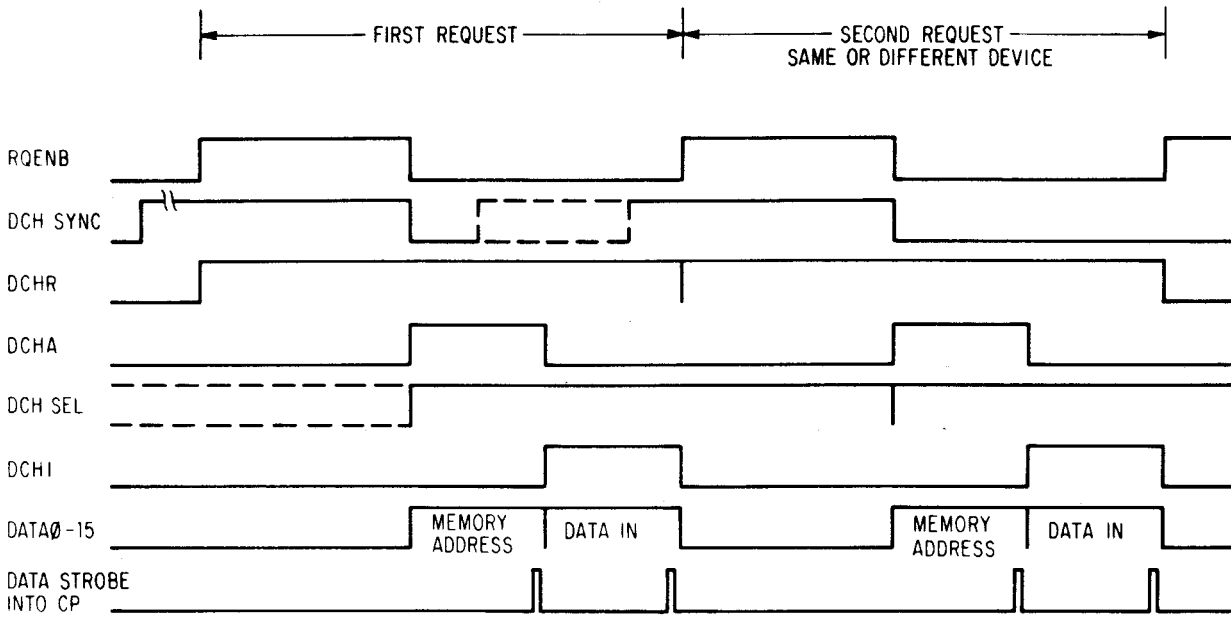 FIRST REQUEST
SECOND REQUEST
SAME OR DIFFERENT DEVICE
RQENB
DCH SYNC
DCHR
DCHA
DCH SEL
DCHI
DATAØ-15
MEMORY
ADDRESS
DATA IN
MEMORY
ADDRESS
DATA IN
DATA STROBE
INTO CP